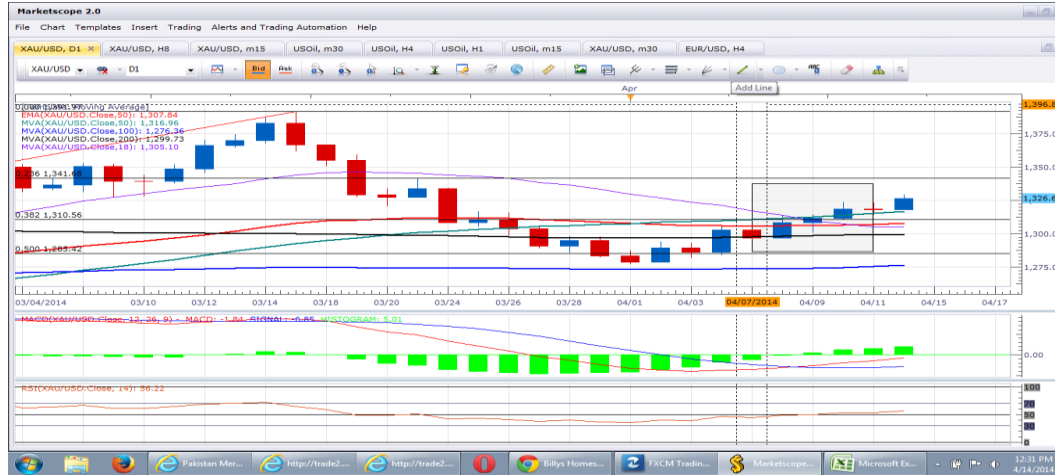 Marketscope 2.0
File Chart Templates Insert Trading Alerts and Trading Automation Help
XAU/USD, D1 XAU/USD, H8 XAU/USD, m15 USOil, m30 USOil, H4 USOil, H1 USOil, m15 XAU/USD, m30 EUR/USD, H4
XAU/USD D1 Bid Ask ABC
Apr Add Line
Moving Average]
EMA(XAU/USD.Close,50): 1,307.84
MVA(XAU/USD.Close,50): 1,316.96
MVA(XAU/USD.Close,100): 1,276.36
MVA(XAU/USD.Close,200): 1,299.73
MVA(XAU/USD.Close,18): 1,305.10
1,396.8
1,375.0
0.236 1,341.68
1,350.0
1,326.6
0.382 1,310.56
1,300.0
0.500 1,285.42
1,275.0
03/04/2014 03/10 03/12 03/14 03/18 03/20 03/24 03/26 03/28 04/01 04/03 04/07/2014 04/09 04/11 04/15 04/17
MACD(XAU/USD.Close, 12, 26, 9) - MACD: -1.84 SIGNAL: -6.85 HISTOGRAM: 5.01
0.00
RSI(XAU/USD.Close, 14): 56.22
100
70
50
30
0
Pakistan Mer... http://trade2.... http://trade2.... Billys Homes... FXCM Tradin... Marketscope... Microsoft Ex...
12:31 PM
4/14/2014